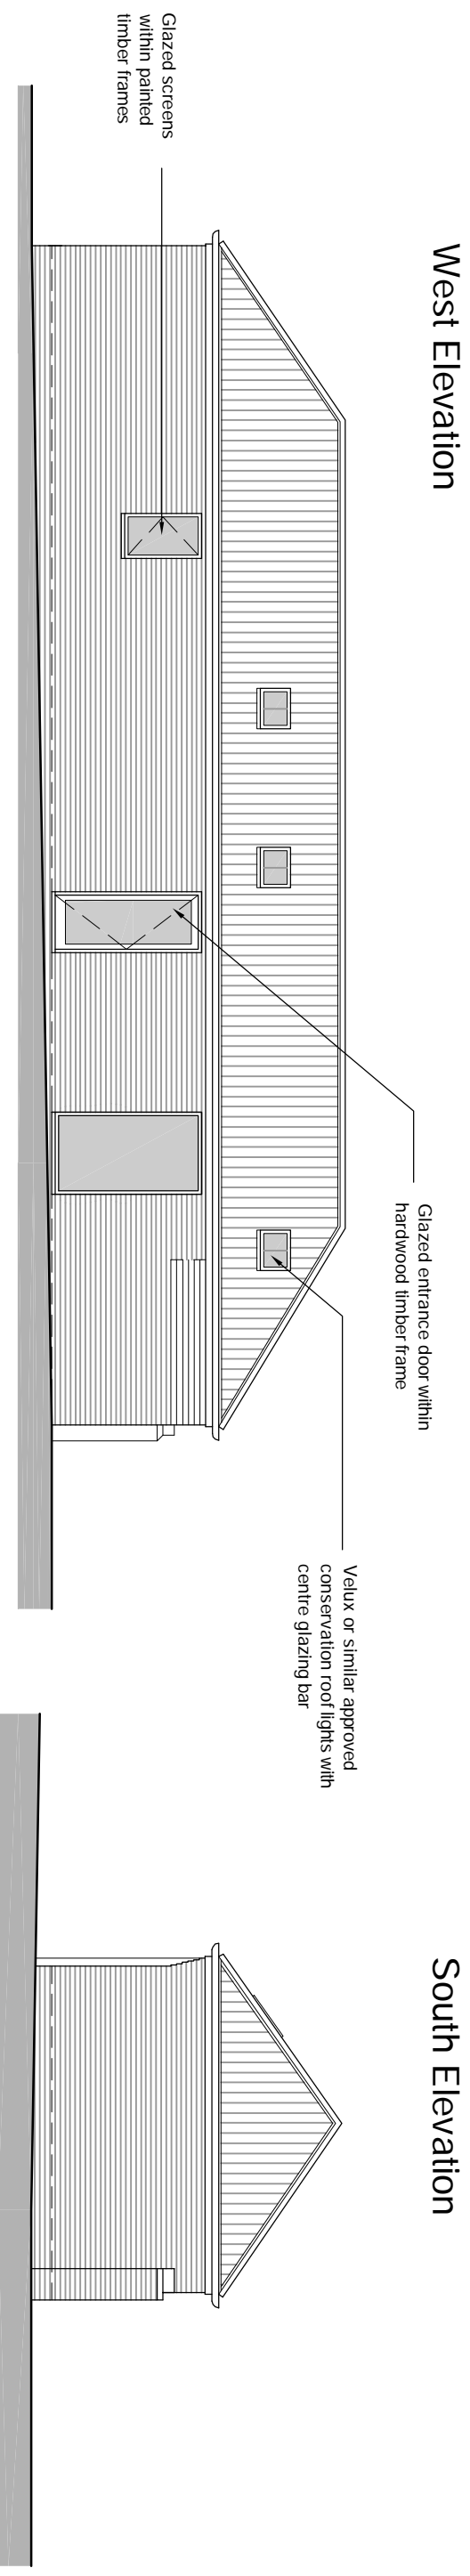 West Elevation
Glazed screens
within painted
timber frames
Glazed entrance door within
hardwood timber frame
Velux or similar approved
conservation roof lights with
centre glazing bar
South Elevation